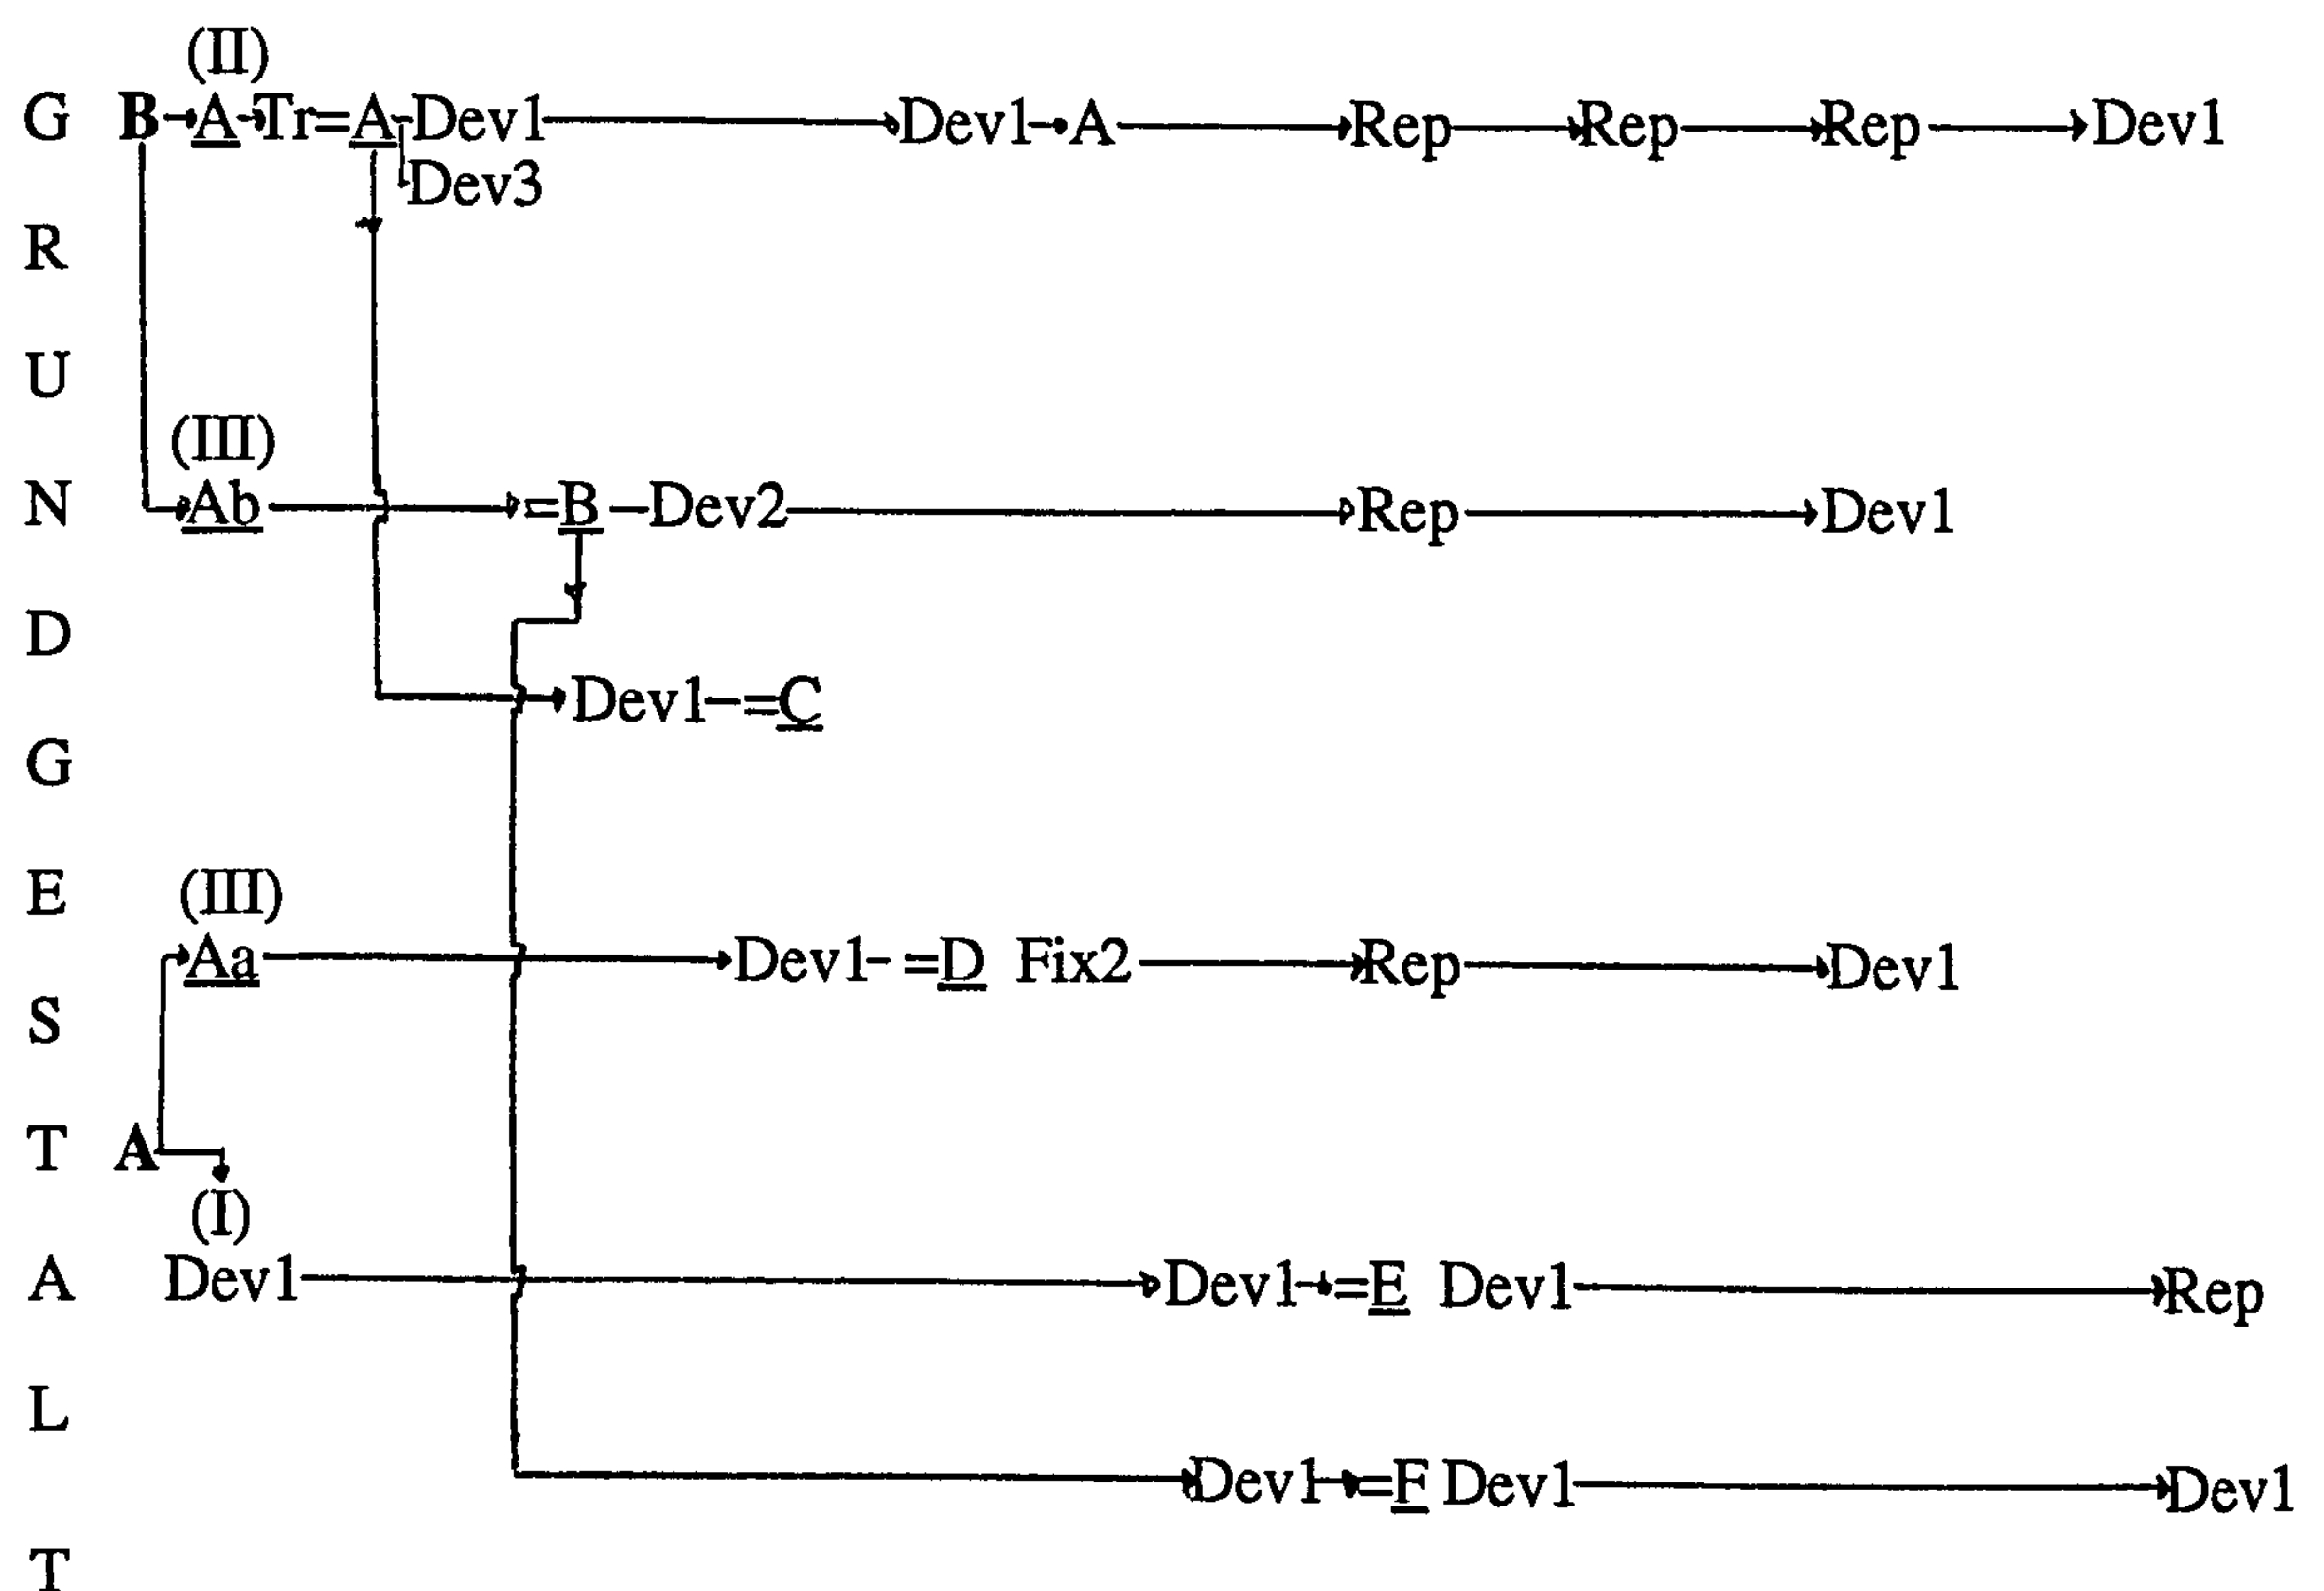 (II)
G B A Tr=A Dev1 Dev1 A Rep Rep Rep Dev1
Dev3
R
U
(III)
N Ab =B Dev2 Rep Dev1
D
Dev1 =C
G
(III)
E
Aa Dev1 =D Fix2 Rep Dev1
S
T A
(I)
A Dev1 Dev1 =E Dev1 Rep
L
Dev1 =F Dev1 Dev1
T